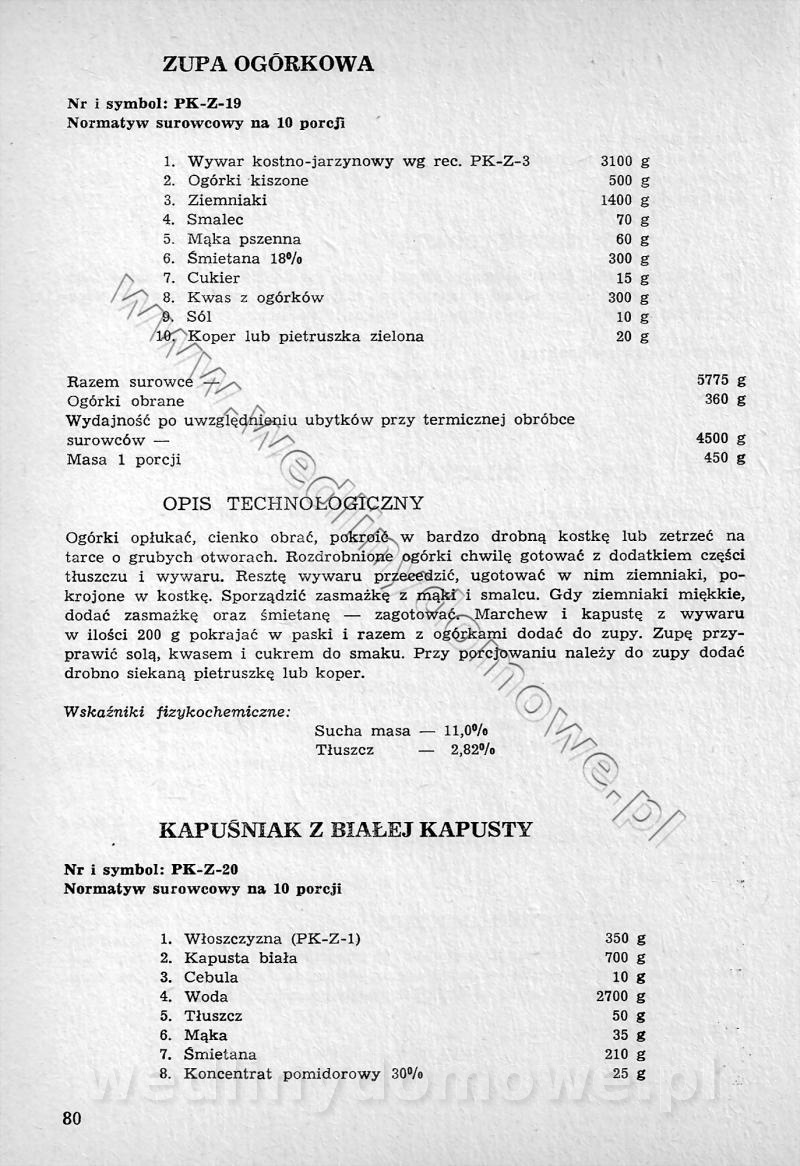 ZUPA OGÓRKOWA
Nr i symbol: PK-Z-19
Normatyw surowcowy na 10 porcji
1. Wywar kostno-jarzynowy wg rec. PK-Z-3 3100 g
2. Ogórki kiszone 500 g
3. Ziemniaki 1400 g
4. Smalec 70 g
5. Mąka pszenna 60 g
6. Śmietana 18% 300 g
7. Cukier 15 g
8. Kwas z ogórków 300 g
9. Sól 10 g
10. Koper lub pietruszka zielona 20 g
Razem surowce — 5775 g
Ogórki obrane 360 g
Wydajność po uwzględnieniu ubytków przy termicznej obróbce
surowców — 4500 g
Masa 1 porcji 450 g
OPIS TECHNOLOGICZNY
Ogórki opłukać, cienko obrać, pokroić w bardzo drobną kostkę lub zetrzeć na
tarce o grubych otworach. Rozdrobnione ogórki chwilę gotować z dodatkiem części
tłuszczu i wywaru. Resztę wywaru przecedzić, ugotować w nim ziemniaki, po-
krojone w kostkę. Sporządzić zasmażkę z mąki i smalcu. Gdy ziemniaki miękkie,
dodać zasmażkę oraz śmietanę — zagotować. Marchew i kapustę z wywaru
w ilości 200 g pokrajać w paski i razem z ogórkami dodać do zupy. Zupę przy-
prawić solą, kwasem i cukrem do smaku. Przy porcjowaniu należy do zupy dodać
drobno siekaną pietruszkę lub koper.
Wskaźniki fizykochemiczne:
Sucha masa — 11,0%
Tłuszcz — 2,82%
KAPUŚNIAK Z BIAŁEJ KAPUSTY
Nr i symbol: PK-Z-20
Normatyw surowcowy na 10 porcji
1. Włoszczyzna (PK-Z-1) 350 g
2. Kapusta biała 700 g
3. Cebula 10 g
4. Woda 2700 g
5. Tłuszcz 50 g
6. Mąka 35 g
7. Śmietana 210 g
8. Koncentrat pomidorowy 30% 25 g
80
www.wedlinydomowe.pl
wedlinydomowe.pl